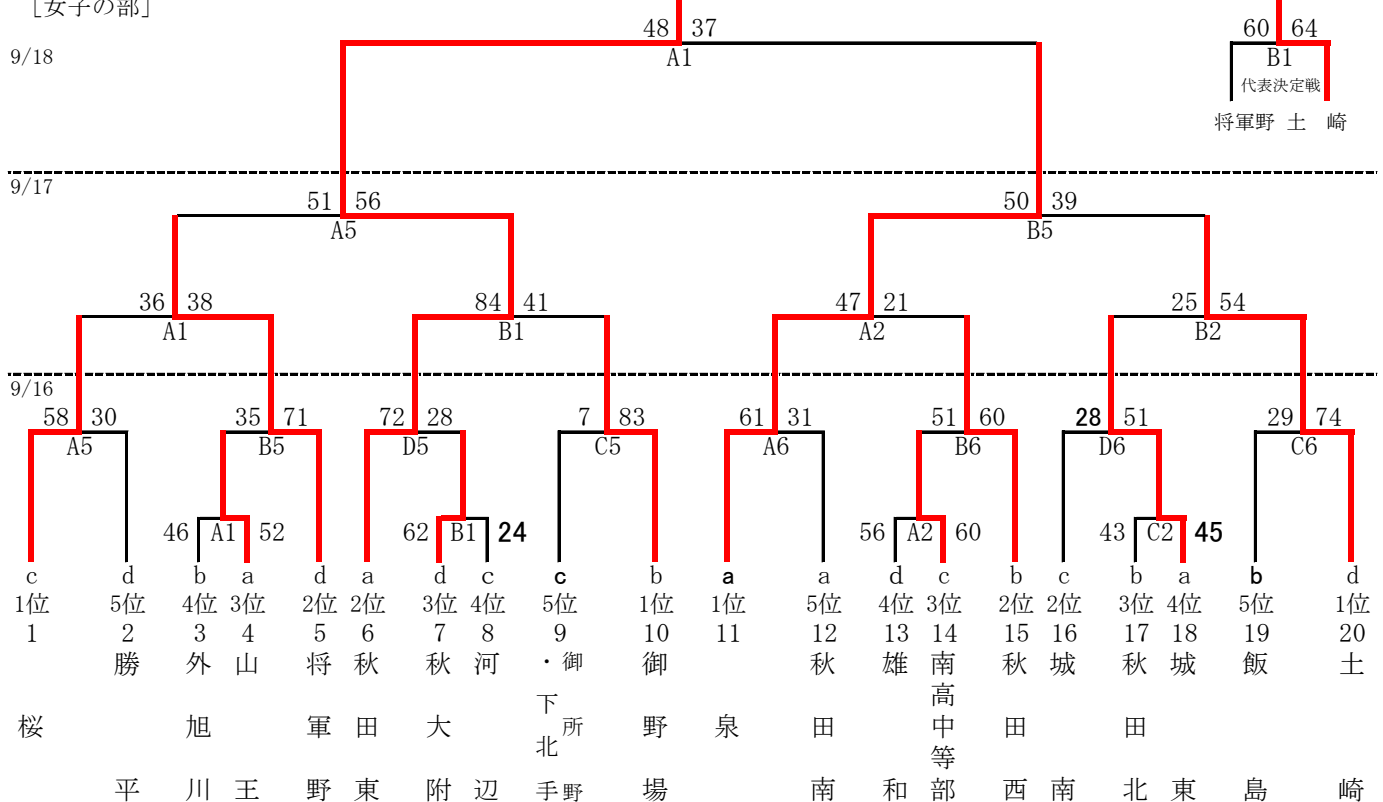 [女子の部]
48 37
A1
60 64
B1
代表決定戦
将軍野 土 崎
9/18
9/17
51 56
A5
50 39
B5
36 38
A1
84 41
B1
47 21
A2
25 54
B2
9/16
58 30
A5
35 71
B5
72 28
D5
7 83
C5
61 31
A6
51 60
B6
28 51
D6
29 74
C6
46 A1 52
62 B1 24
56 A2 60
43 C2 45
c d b a d a d c c b a a d c b c b a b d
1位 5位 4位 3位 2位 2位 3位 4位 5位 1位 1位 5位 4位 3位 2位 2位 3位 4位 5位 1位
1 2 3 4 5 6 7 8 9 10 11 12 13 14 15 16 17 18 19 20
桜
勝平
外旭川
山王
将軍野
秋田東
秋大附
河辺
御所野
・下北手
御野場
泉
秋田南
雄和
南高中等部
秋田西
城南
秋田北
城東
飯島
土崎